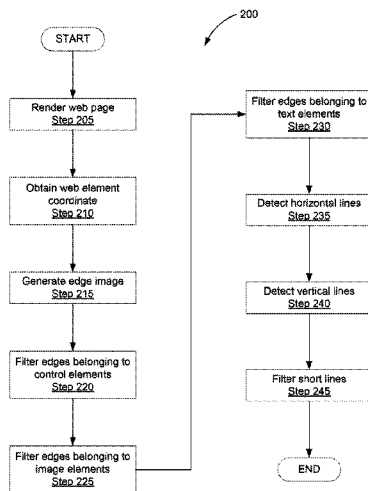 200
START
Render web page
Step 205
Obtain web element
coordinate
Step 210
Generate edge image
Step 215
Filter edges belonging to
control elements
Step 220
Filter edges belonging to
image elements
Step 225
Filter edges belonging to
text elements
Step 230
Detect horizontal lines
Step 235
Detect vertical lines
Step 240
Filter short lines
Step 245
END